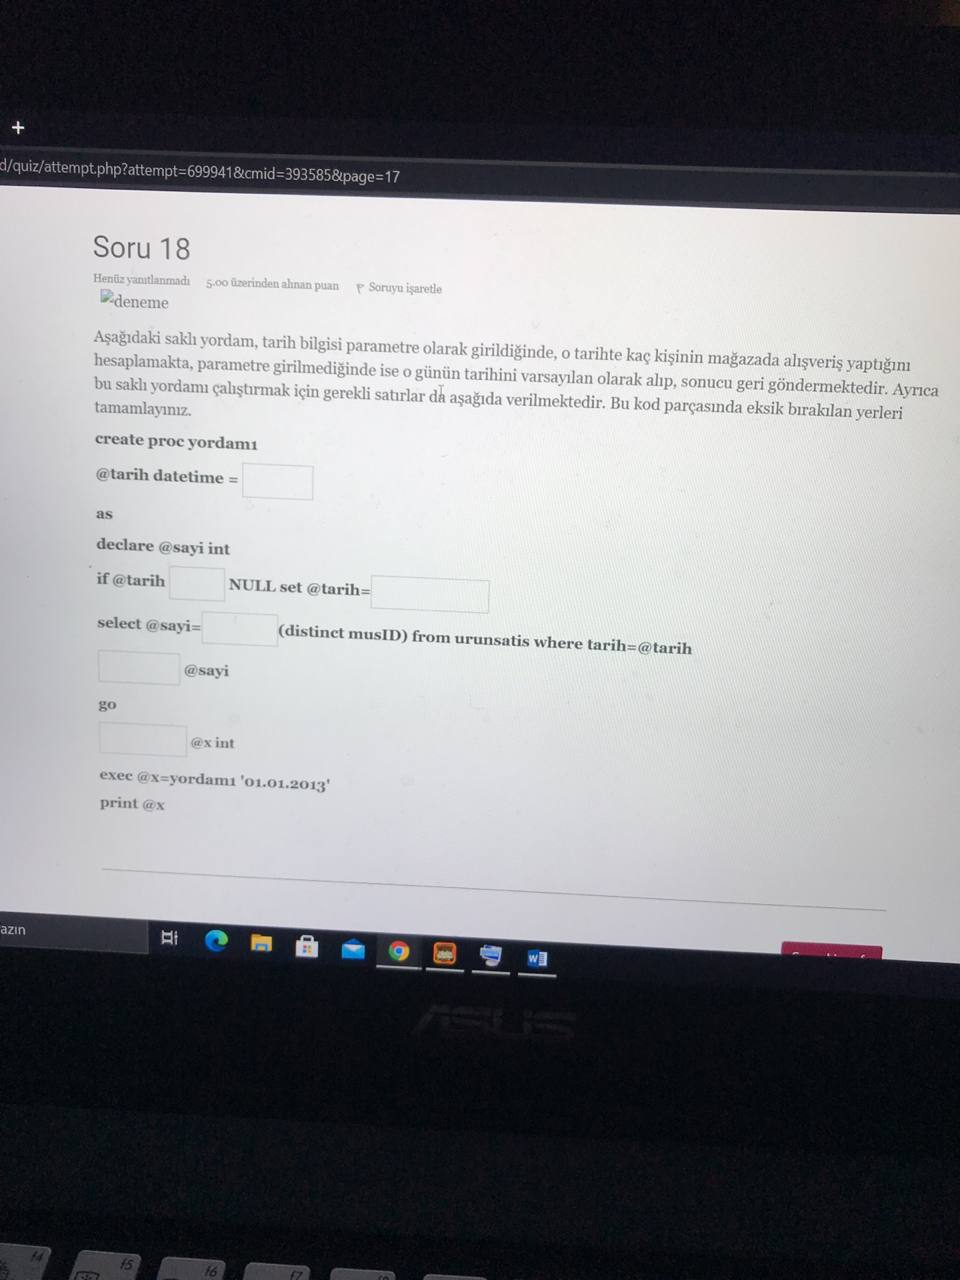 +
d/quiz/attempt.php?attempt=699941&cmid=393585&page=17
Soru 18
Henüz yanıtlanmadı 5.00 üzerinden alınan puan Soruyu işaretle
deneme
Aşağıdaki saklı yordam, tarih bilgisi parametre olarak girildiğinde, o tarihte kaç kişinin mağazada alışveriş yaptığını
hesaplamakta, parametre girilmediğinde ise o günün tarihini varsayılan olarak alıp, sonucu geri göndermektedir. Ayrıca
bu saklı yordamı çalıştırmak için gerekli satırlar da aşağıda verilmektedir. Bu kod parçasında eksik bırakılan yerleri
tamamlayınız.
create proc yordam1
@tarih datetime =
as
declare @sayi int
if @tarih NULL set @tarih=
select @sayi= (distinct musID) from urunsatis where tarih=@tarih
@sayi
go
@x int
exec @x=yordam1 '01.01.2013'
print @x
azın
W
ASUS
f4 f5 f6 f7